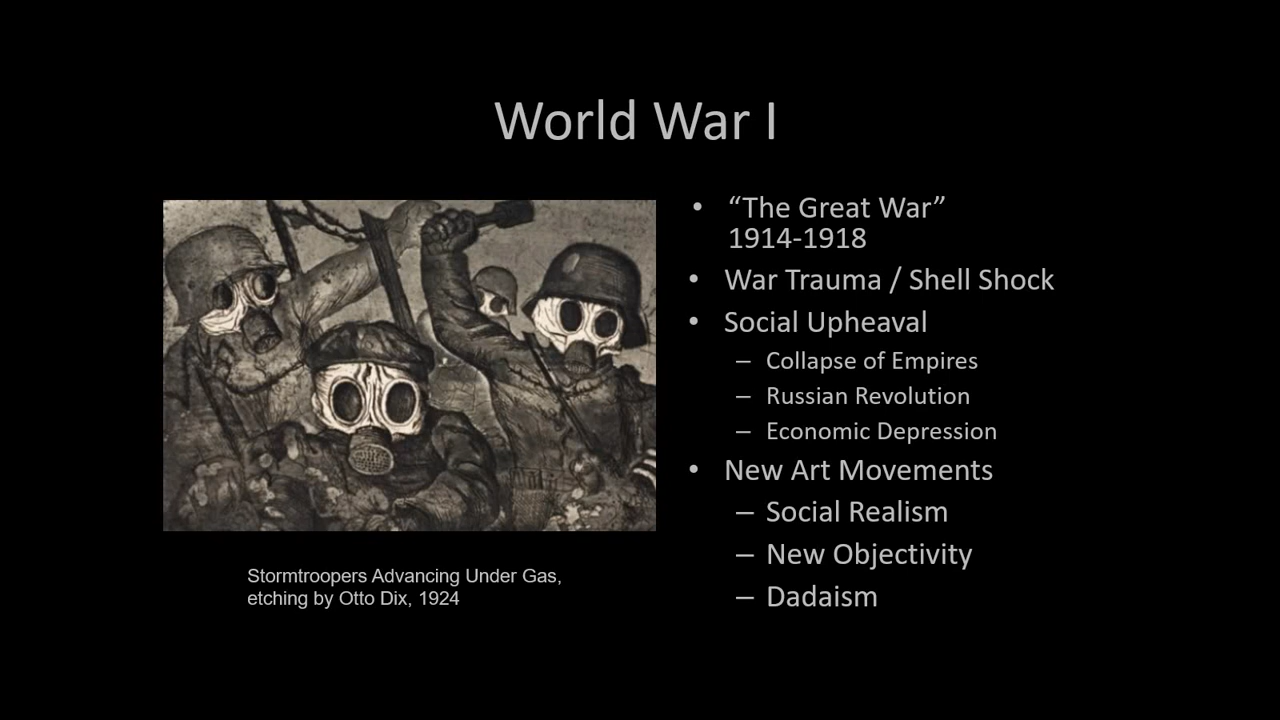 World War I
• “The Great War”
1914-1918
• War Trauma / Shell Shock
• Social Upheaval
– Collapse of Empires
– Russian Revolution
– Economic Depression
• New Art Movements
– Social Realism
– New Objectivity
– Dadaism
Stormtroopers Advancing Under Gas,
etching by Otto Dix, 1924